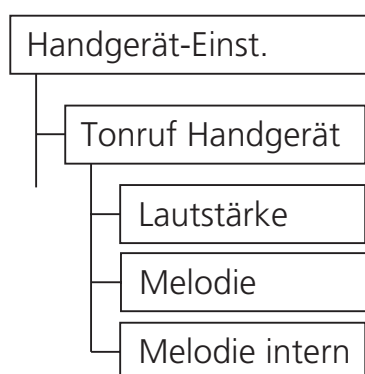 Handgerät-Einst.
Tonruf Handgerät
Lautstärke
Melodie
Melodie intern